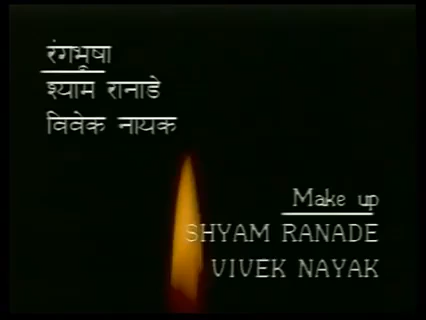 रंगभूषा
श्याम रानाडे
विवेक नायक
Make up
SHYAM RANADE
VIVEK NAYAK